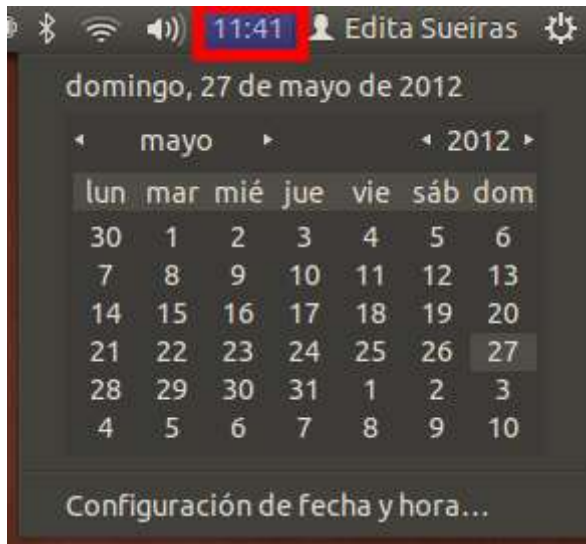 11:41 Edita Sueiras
domingo, 27 de mayo de 2012
mayo 2012
lun mar mié jue vie sáb dom
30 1 2 3 4 5 6
7 8 9 10 11 12 13
14 15 16 17 18 19 20
21 22 23 24 25 26 27
28 29 30 31 1 2 3
4 5 6 7 8 9 10
Configuración de fecha y hora...